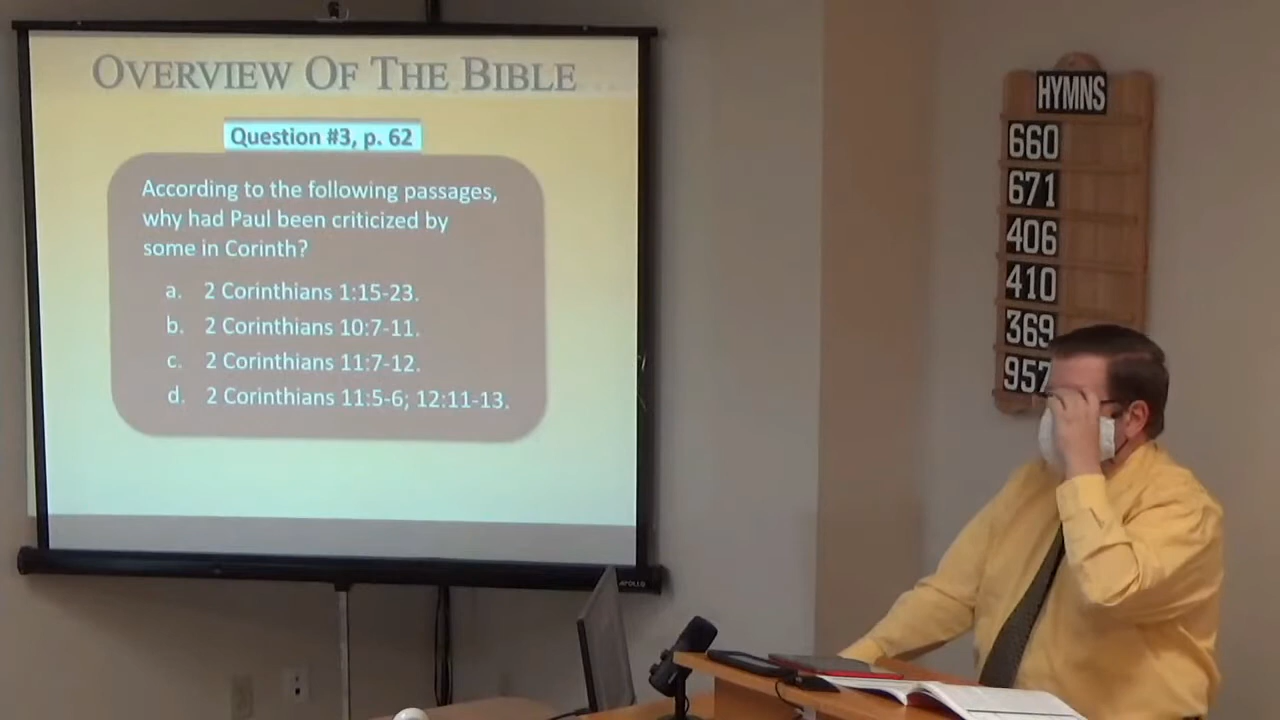 OVERVIEW OF THE BIBLE
Question #3, p. 62
According to the following passages,
why had Paul been criticized by
some in Corinth?
a. 2 Corinthians 1:15-23.
b. 2 Corinthians 10:7-11.
c. 2 Corinthians 11:7-12.
d. 2 Corinthians 11:5-6; 12:11-13.
APOLLO
HYMNS
660
671
406
410
369
957